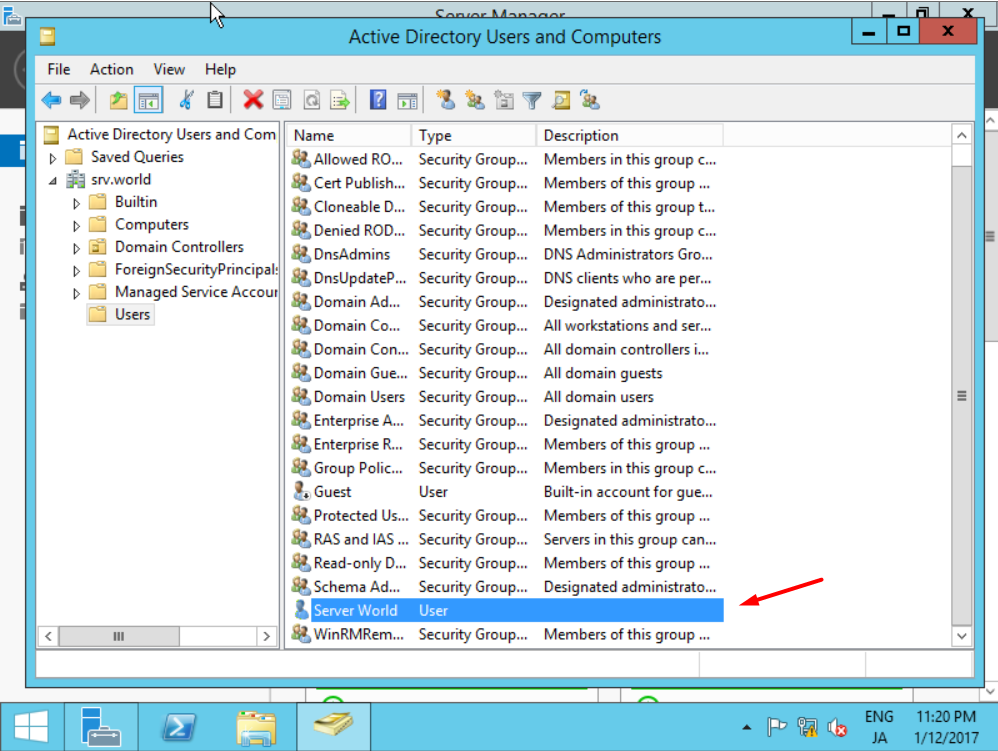 Server Manager
Active Directory Users and Computers
File Action View Help
Active Directory Users and Com
Saved Queries
srv.world
Builtin
Computers
Domain Controllers
ForeignSecurityPrincipals
Managed Service Accour
Users
Name Type Description
Allowed RO... Security Group... Members in this group c...
Cert Publish... Security Group... Members of this group ...
Cloneable D... Security Group... Members of this group t...
Denied ROD... Security Group... Members in this group c...
DnsAdmins Security Group... DNS Administrators Gro...
DnsUpdateP... Security Group... DNS clients who are per...
Domain Ad... Security Group... Designated administrato...
Domain Co... Security Group... All workstations and ser...
Domain Con... Security Group... All domain controllers i...
Domain Gue... Security Group... All domain guests
Domain Users Security Group... All domain users
Enterprise A... Security Group... Designated administrato...
Enterprise R... Security Group... Members of this group ...
Group Polic... Security Group... Members in this group c...
Guest User Built-in account for gue...
Protected Us... Security Group... Members of this group ...
RAS and IAS ... Security Group... Servers in this group can...
Read-only D... Security Group... Members of this group ...
Schema Ad... Security Group... Designated administrato...
Server World User
WinRMRem... Security Group... Members of this group ...
ENG 11:20 PM
JA 1/12/2017